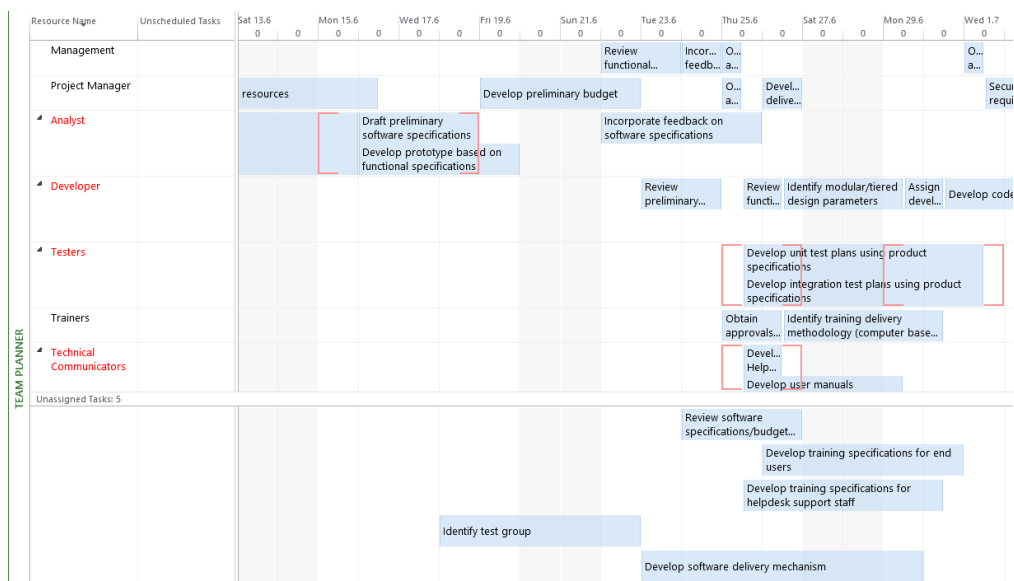 Resource Name
Unscheduled Tasks
Sat 13.6
Mon 15.6
Wed 17.6
Fri 19.6
Sun 21.6
Tue 23.6
Thu 25.6
Sat 27.6
Mon 29.6
Wed 1.7
0 0 0 0 0 0 0 0 0 0 0 0 0 0 0 0 0 0 0
Management
Review
functional...
Incor...
feedb...
O...
a...
O...
a...
Project Manager
resources
Develop preliminary budget
O...
a...
Devel...
delive...
Secu
requi
Analyst
Draft preliminary
software specifications
Develop prototype based on
functional specifications
Incorporate feedback on
software specifications
Developer
Review
preliminary...
Review
functi...
Identify modular/tiered
design parameters
Assign
devel...
Develop code
Testers
Develop unit test plans using product
specifications
Develop integration test plans using product
specifications
Trainers
Obtain
approvals...
Identify training delivery
methodology (computer base...
Technical
Communicators
Devel...
Help...
Develop user manuals
TEAM PLANNER
Unassigned Tasks: 5
Review software
specifications/budget...
Develop training specifications for end
users
Develop training specifications for
helpdesk support staff
Identify test group
Develop software delivery mechanism